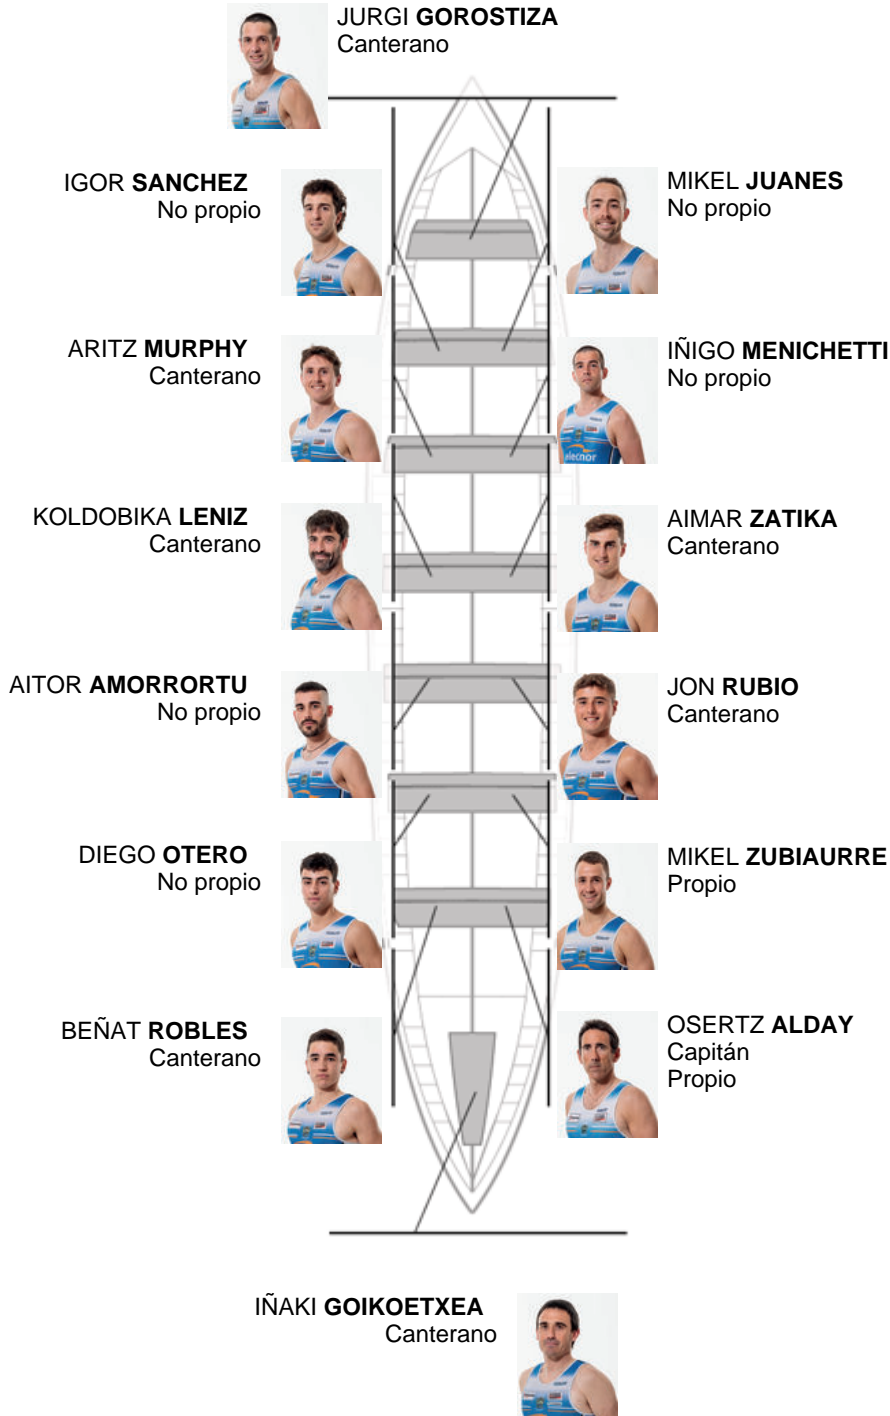 JURGI GOROSTIZA
Canterano
IGOR SANCHEZ
No propio
MIKEL JUANES
No propio
ARITZ MURPHY
Canterano
IÑIGO MENICHETTI
No propio
elecnor
KOLDOBIKA LENIZ
Canterano
AIMAR ZATIKA
Canterano
AITOR AMORRORTU
No propio
JON RUBIO
Canterano
DIEGO OTERO
No propio
MIKEL ZUBIAURRE
Propio
BEÑAT ROBLES
Canterano
OSERTZ ALDAY
Capitán
Propio
IÑAKI GOIKOETXEA
Canterano